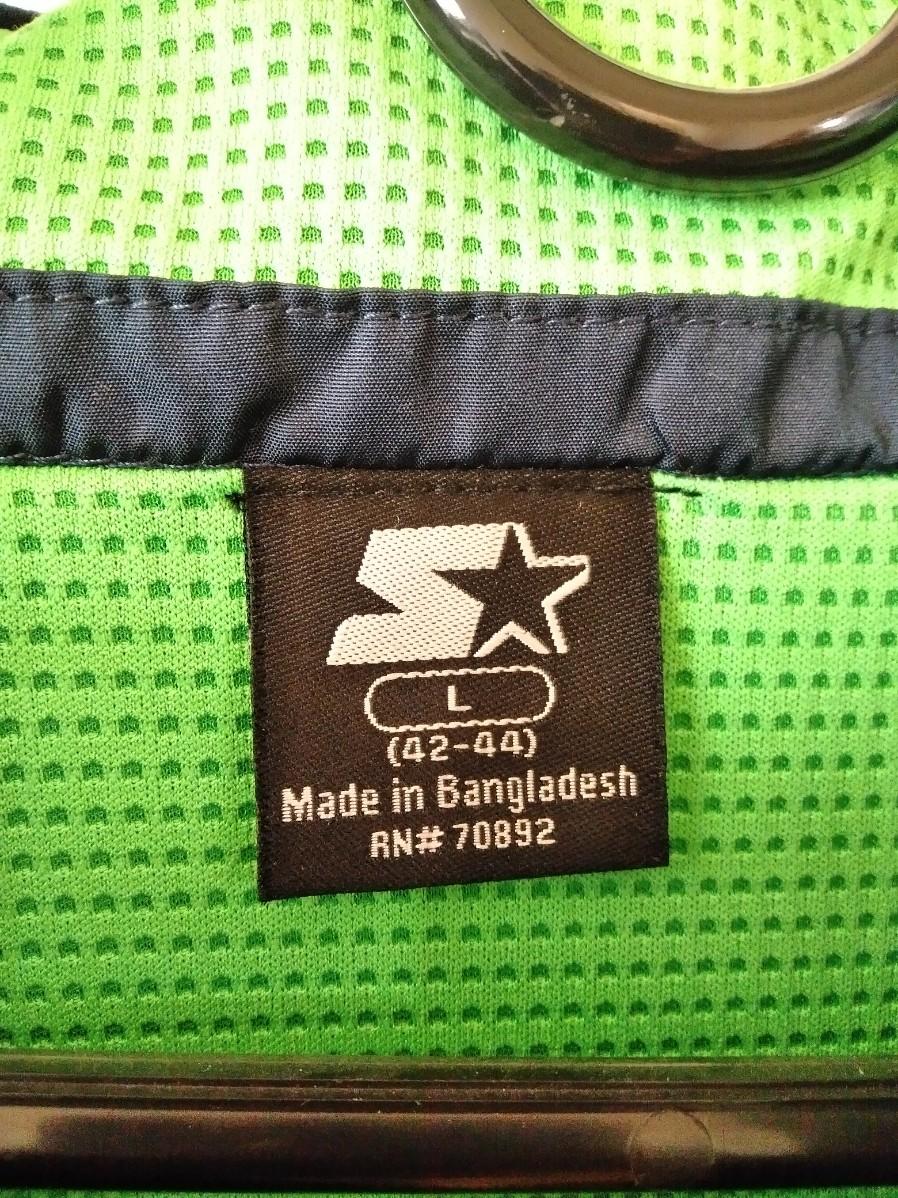 L
(42-44)
Made in Bangladesh
RN# 70892